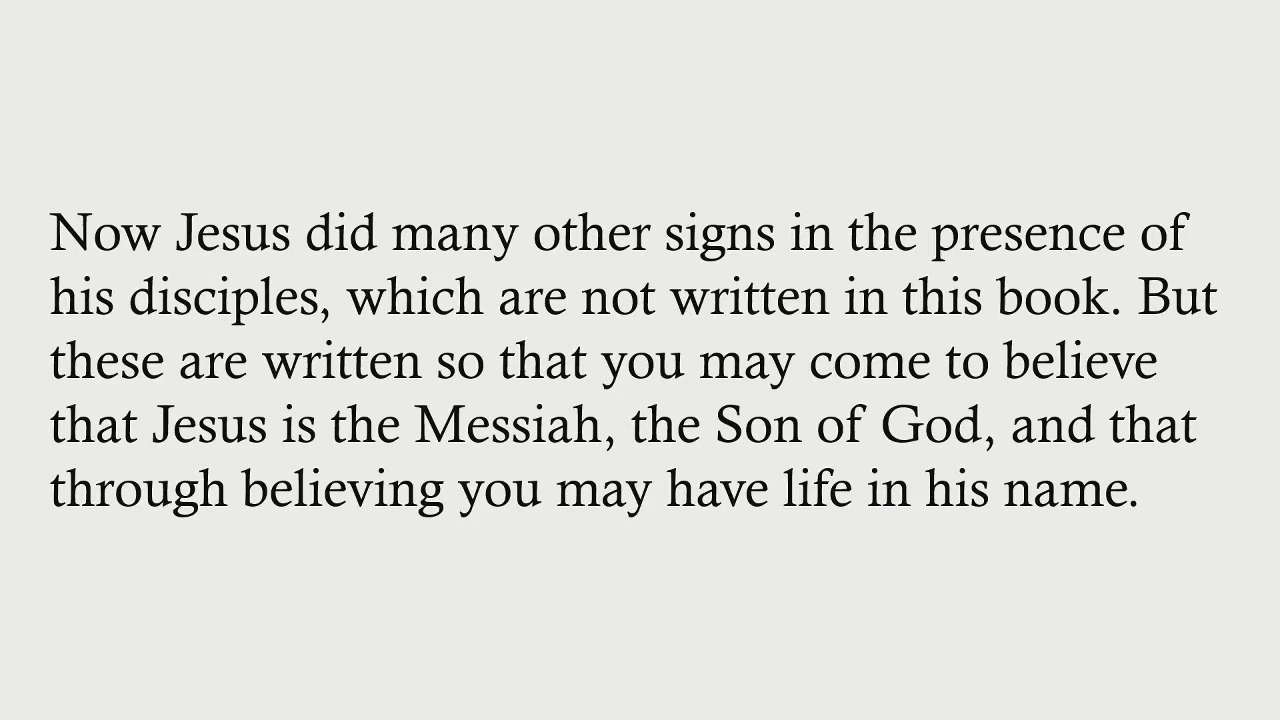 Now Jesus did many other signs in the presence of
his disciples, which are not written in this book. But
these are written so that you may come to believe
that Jesus is the Messiah, the Son of God, and that
through believing you may have life in his name.